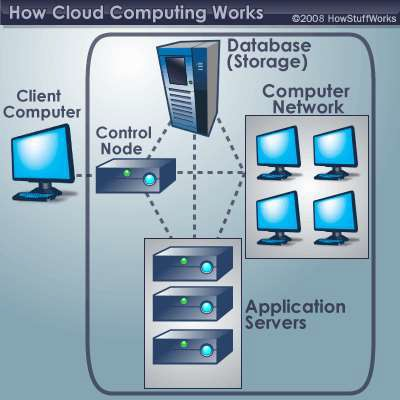 How Cloud Computing Works
©2008 HowStuffWorks
Database
(Storage)
Client
Computer
Computer
Network
Control
Node
Application
Servers